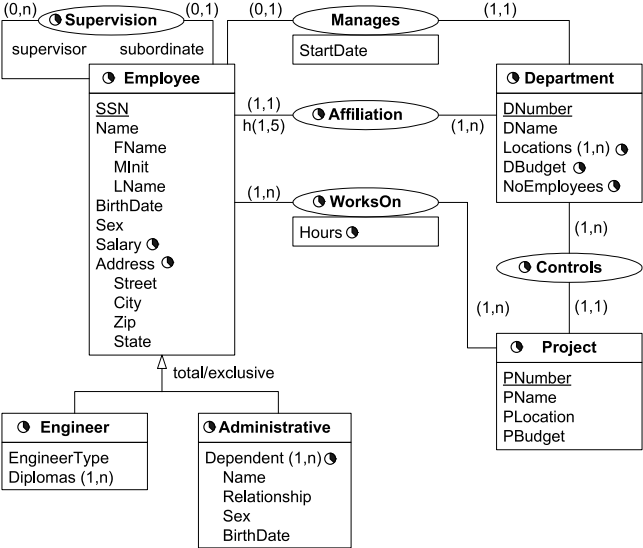 (0,n) Supervision (0,1)
supervisor subordinate
(0,1) Manages (1,1)
StartDate
Employee
SSN
Name
FName
MInit
LName
BirthDate
Sex
Salary
Address
Street
City
Zip
State
(1,1)
h(1,5) Affiliation (1,n)
Department
DNumber
DName
Locations (1,n)
DBudget
NoEmployees
(1,n) WorksOn
Hours
(1,n)
(1,n)
Controls
(1,1)
Project
PNumber
PName
PLocation
PBudget
total/exclusive
Engineer
EngineerType
Diplomas (1,n)
Administrative
Dependent (1,n)
Name
Relationship
Sex
BirthDate